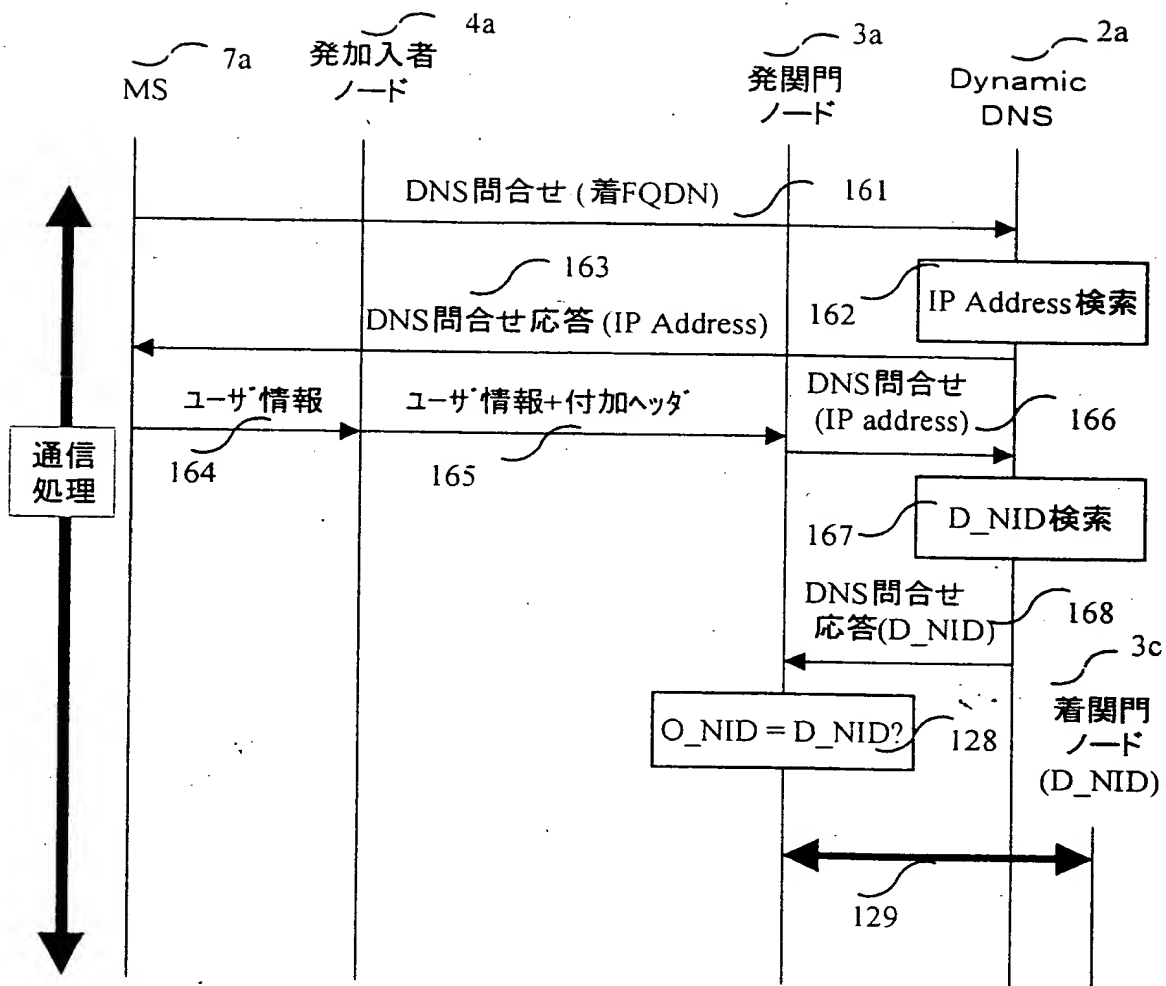 7a
MS
4a
発加入者
ノード
3a
発関門
ノード
2a
Dynamic
DNS
DNS問合せ (着FQDN)
161
162
IP Address検索
163
DNS問合せ応答 (IP Address)
ユーザ情報
164
ユーザ情報+付加ヘッダ
165
DNS問合せ
(IP address)
166
通信
処理
167
D_NID検索
DNS問合せ
応答(D_NID)
168
3c
着関門
ノード
(D_NID)
O_NID = D_NID?
128
129